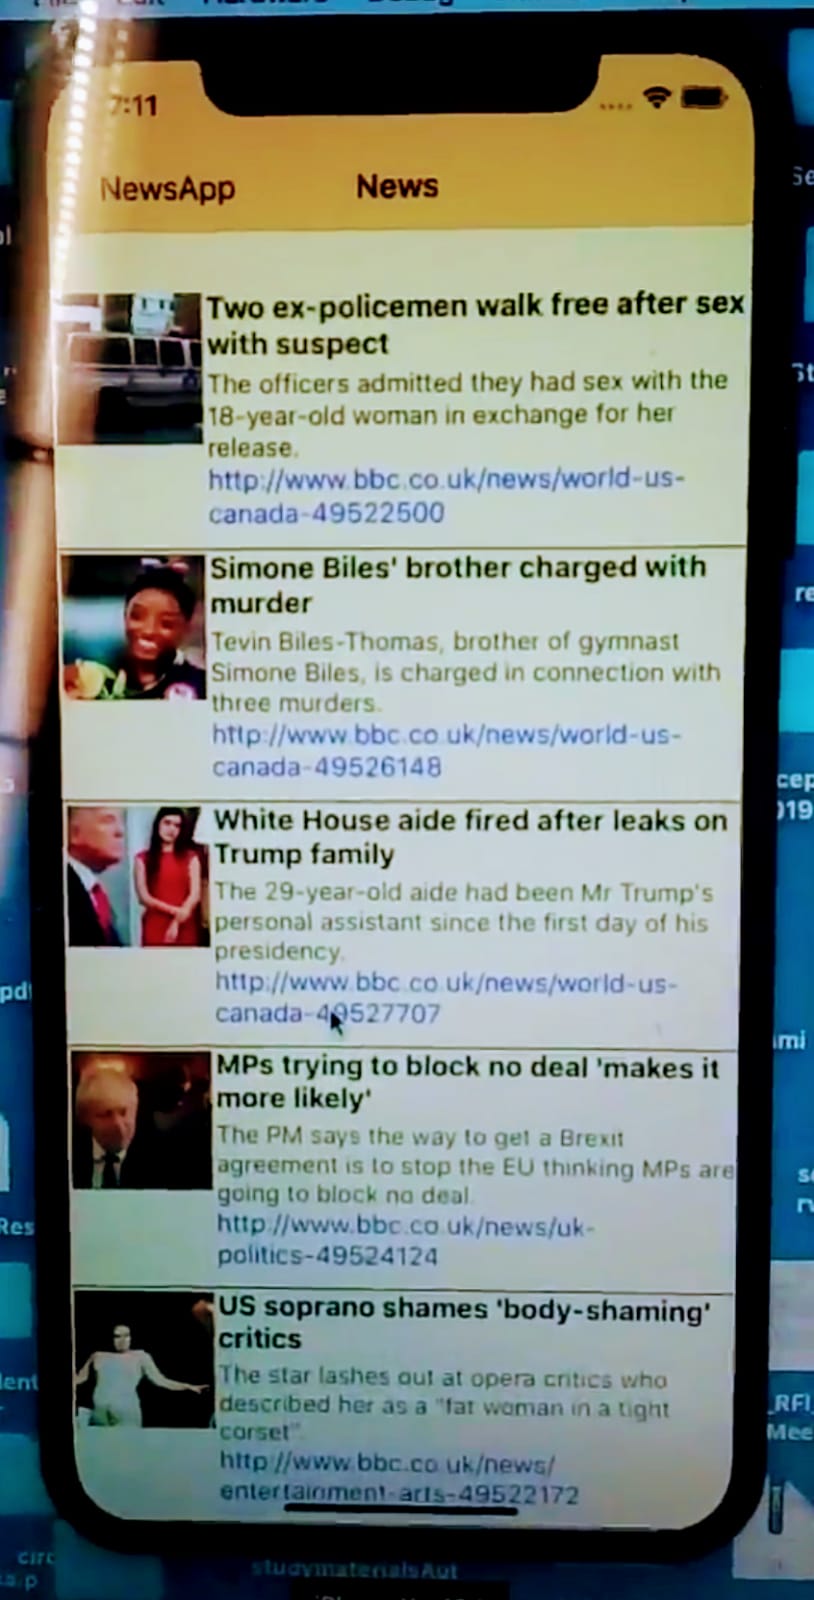 7:11
NewsApp
News
Two ex-policemen walk free after sex
with suspect
The officers admitted they had sex with the
18-year-old woman in exchange for her
release.
http://www.bbc.co.uk/news/world-us-
canada-49522500
Simone Biles' brother charged with
murder
Tevin Biles-Thomas, brother of gymnast
Simone Biles, is charged in connection with
three murders.
http://www.bbc.co.uk/news/world-us-
canada-49526148
White House aide fired after leaks on
Trump family
The 29-year-old aide had been Mr Trump's
personal assistant since the first day of his
presidency.
http://www.bbc.co.uk/news/world-us-
canada-49527707
MPs trying to block no deal 'makes it
more likely'
The PM says the way to get a Brexit
agreement is to stop the EU thinking MPs are
going to block no deal.
http://www.bbc.co.uk/news/uk-
politics-49524124
US soprano shames 'body-shaming'
critics
The star lashes out at opera critics who
described her as a "fat woman in a tight
corset".
http://www.bbc.co.uk/news/
entertainment-arts-49522172
studymaterialsAut